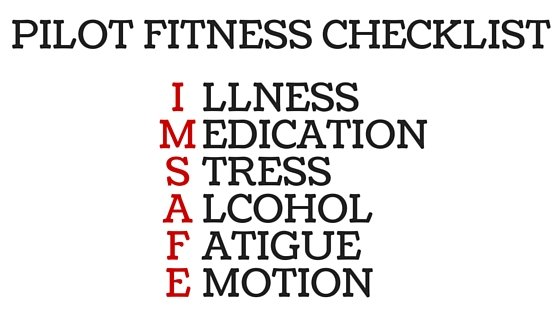 PILOT FITNESS CHECKLIST
ILLNESS
MEDICATION
STRESS
ALCOHOL
FATIGUE
EMOTION